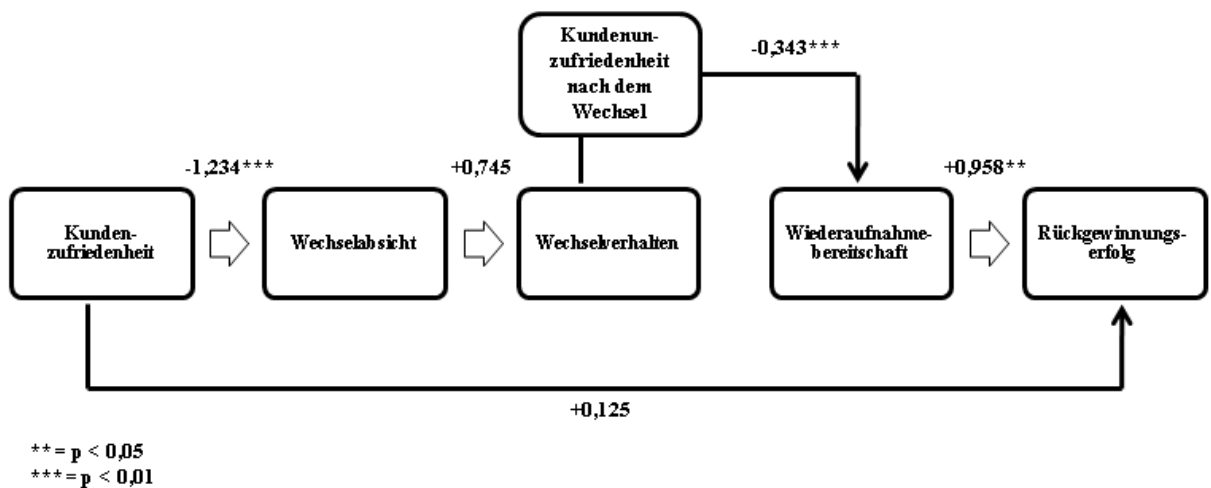 Kundenun-
zufriedenheit
nach dem
Wechsel
-0,343***
-1,234***
+0,745
+0,958**
Kunden-
zufriedenheit
Wechselabsicht
Wechselverhalten
Wiederaufnahme-
bereitschaft
Rückgewinnungs-
erfolg
+0,125
**= p < 0,05
***= p < 0,01